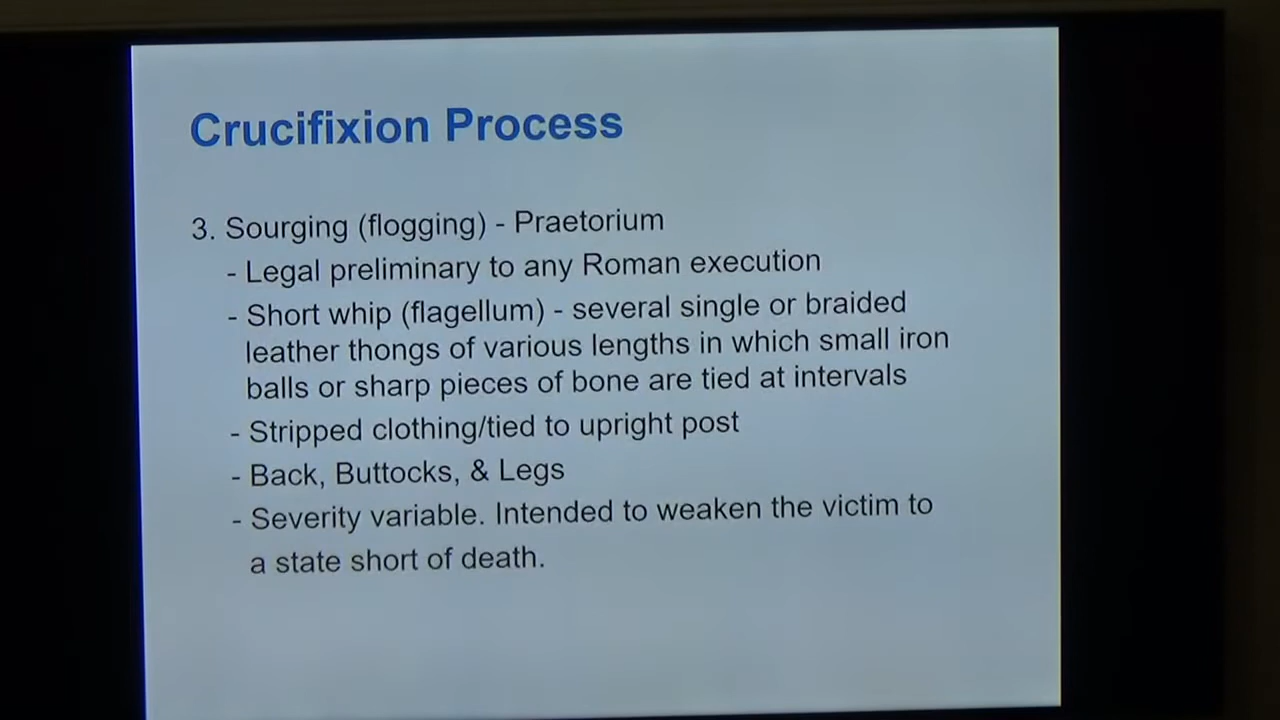 Crucifixion Process
3. Sourging (flogging) - Praetorium
- Legal preliminary to any Roman execution
- Short whip (flagellum) - several single or braided
leather thongs of various lengths in which small iron
balls or sharp pieces of bone are tied at intervals
- Stripped clothing/tied to upright post
- Back, Buttocks, & Legs
- Severity variable. Intended to weaken the victim to
a state short of death.